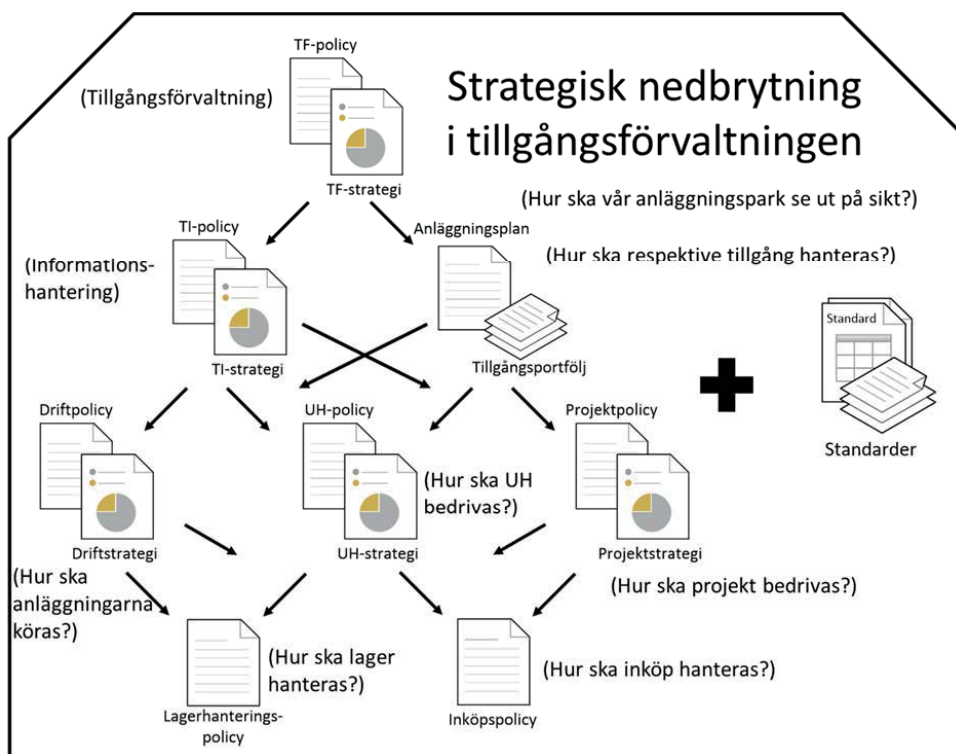 TF-policy
(Tillgångsförvaltning)
TF-strategi
Strategisk nedbrytning
i tillgångsförvaltningen
(Hur ska vår anläggningspark se ut på sikt?)
TI-policy
Anläggningsplan
(Hur ska respektive tillgång hanteras?)
(Informations-
hantering)
TI-strategi
Tillgångsportfölj
Standard
Standarder
Driftpolicy
UH-policy
Projektpolicy
(Hur ska UH
bedrivas?)
Driftstrategi
UH-strategi
Projektstrategi
(Hur ska
anläggningarna
köras?)
(Hur ska projekt bedrivas?)
(Hur ska lager
hanteras?)
(Hur ska inköp hanteras?)
Lagerhanterings-
policy
Inköpspolicy